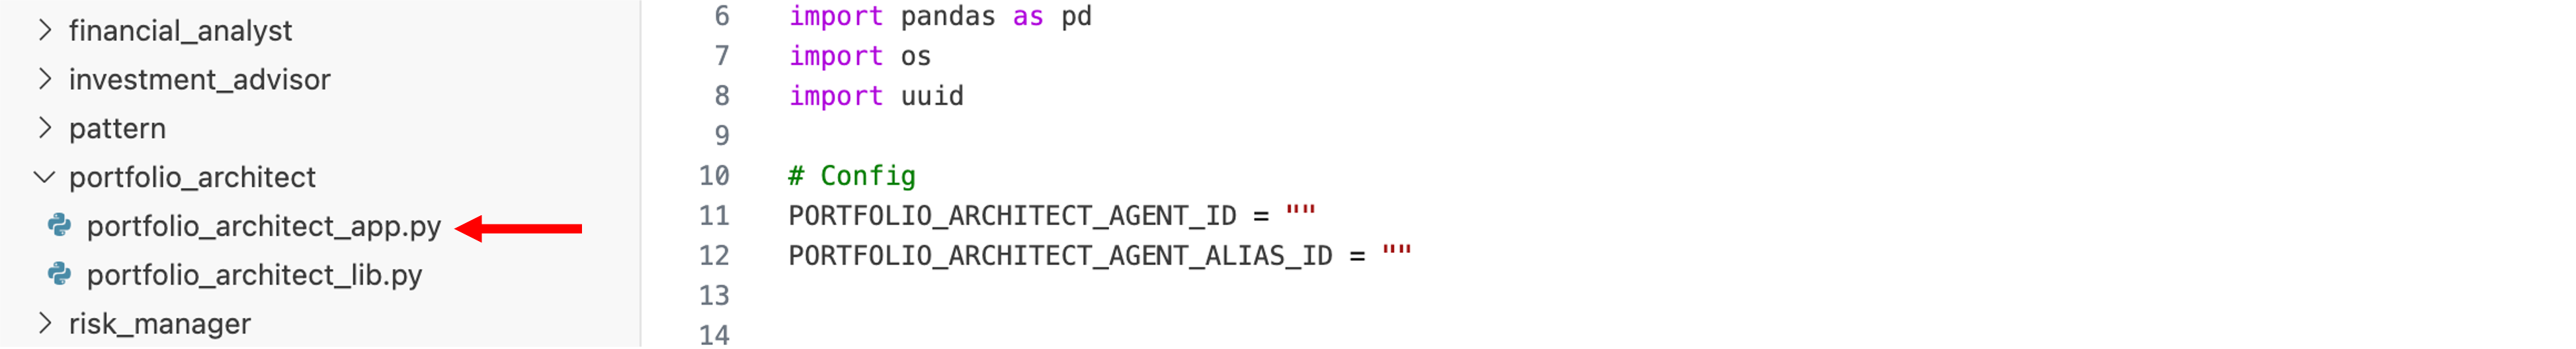 financial_analyst
investment_advisor
pattern
portfolio_architect
portfolio_architect_app.py
portfolio_architect_lib.py
risk_manager
6 import pandas as pd
7 import os
8 import uuid
9
10 # Config
11 PORTFOLIO_ARCHITECT_AGENT_ID = ""
12 PORTFOLIO_ARCHITECT_AGENT_ALIAS_ID = ""
13
14